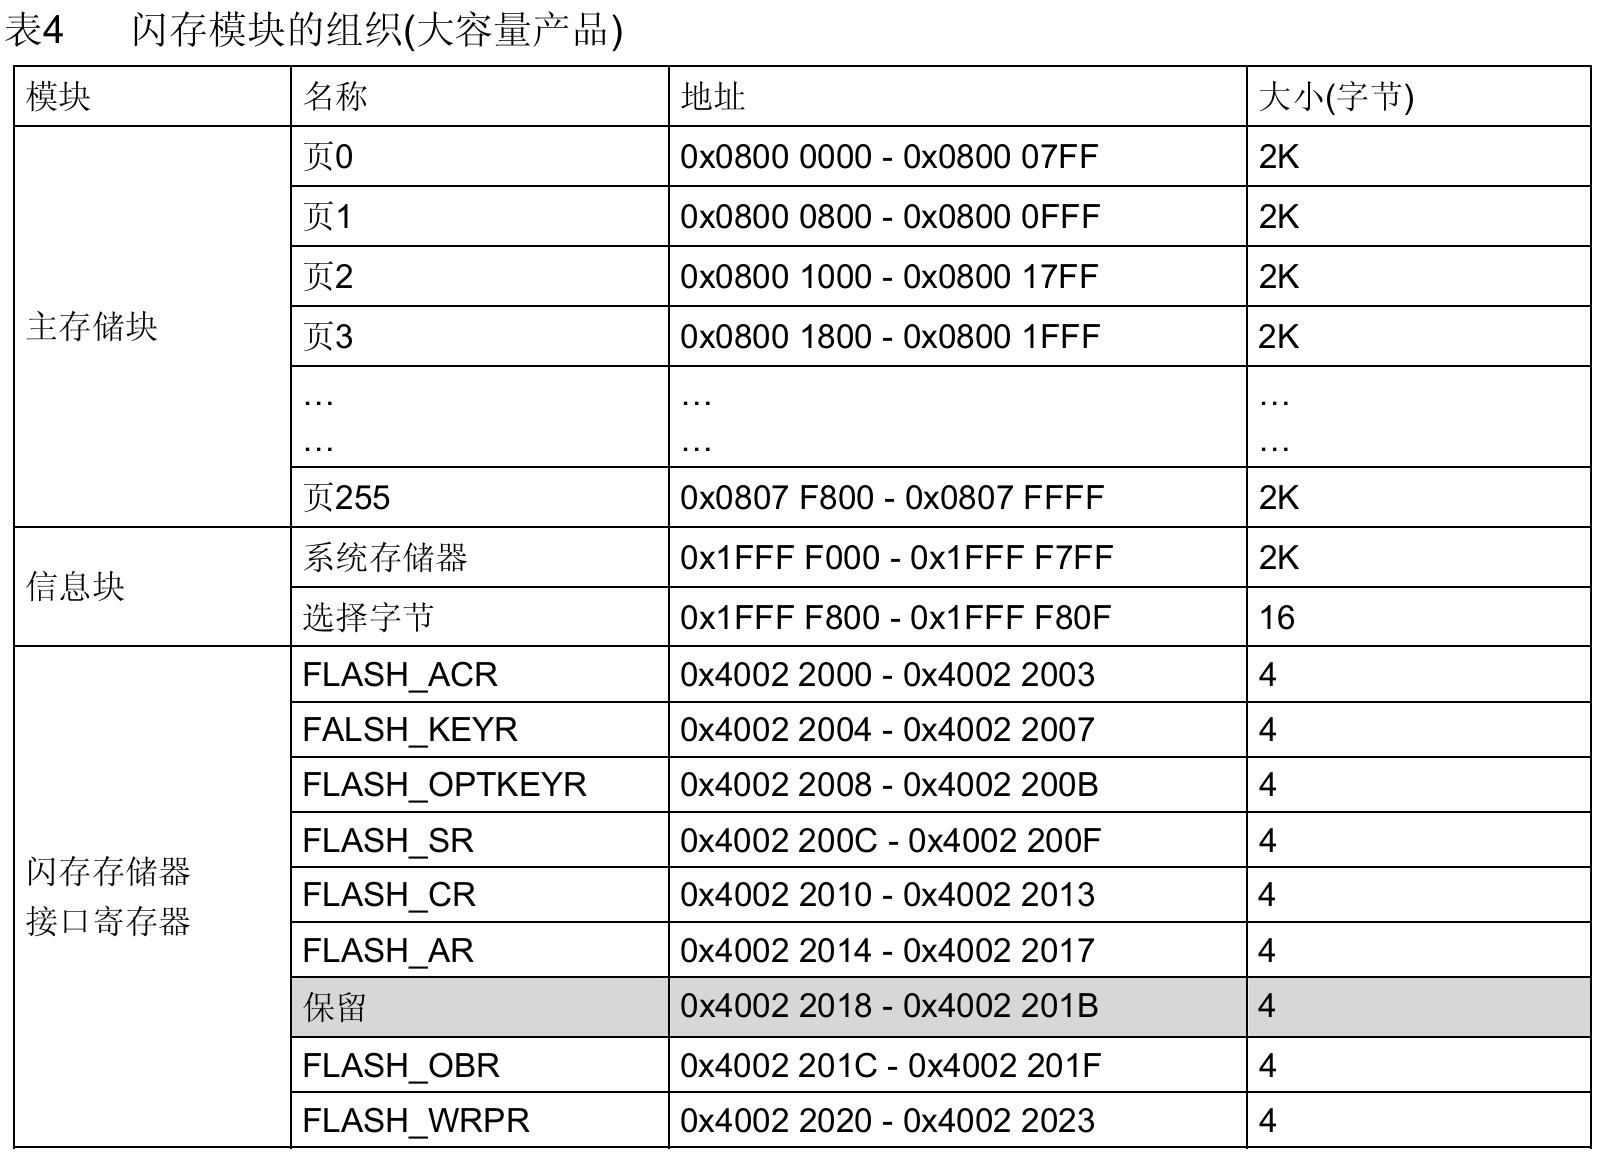 表4 闪存模块的组织(大容量产品)
模块 名称 地址 大小(字节)
主存储块
页0 0x0800 0000 - 0x0800 07FF 2K
页1 0x0800 0800 - 0x0800 0FFF 2K
页2 0x0800 1000 - 0x0800 17FF 2K
页3 0x0800 1800 - 0x0800 1FFF 2K
… … …
… … …
页255 0x0807 F800 - 0x0807 FFFF 2K
信息块
系统存储器 0x1FFF F000 - 0x1FFF F7FF 2K
选择字节 0x1FFF F800 - 0x1FFF F80F 16
闪存存储器
接口寄存器
FLASH_ACR 0x4002 2000 - 0x4002 2003 4
FALSH_KEYR 0x4002 2004 - 0x4002 2007 4
FLASH_OPTKEYR 0x4002 2008 - 0x4002 200B 4
FLASH_SR 0x4002 200C - 0x4002 200F 4
FLASH_CR 0x4002 2010 - 0x4002 2013 4
FLASH_AR 0x4002 2014 - 0x4002 2017 4
保留 0x4002 2018 - 0x4002 201B 4
FLASH_OBR 0x4002 201C - 0x4002 201F 4
FLASH_WRPR 0x4002 2020 - 0x4002 2023 4